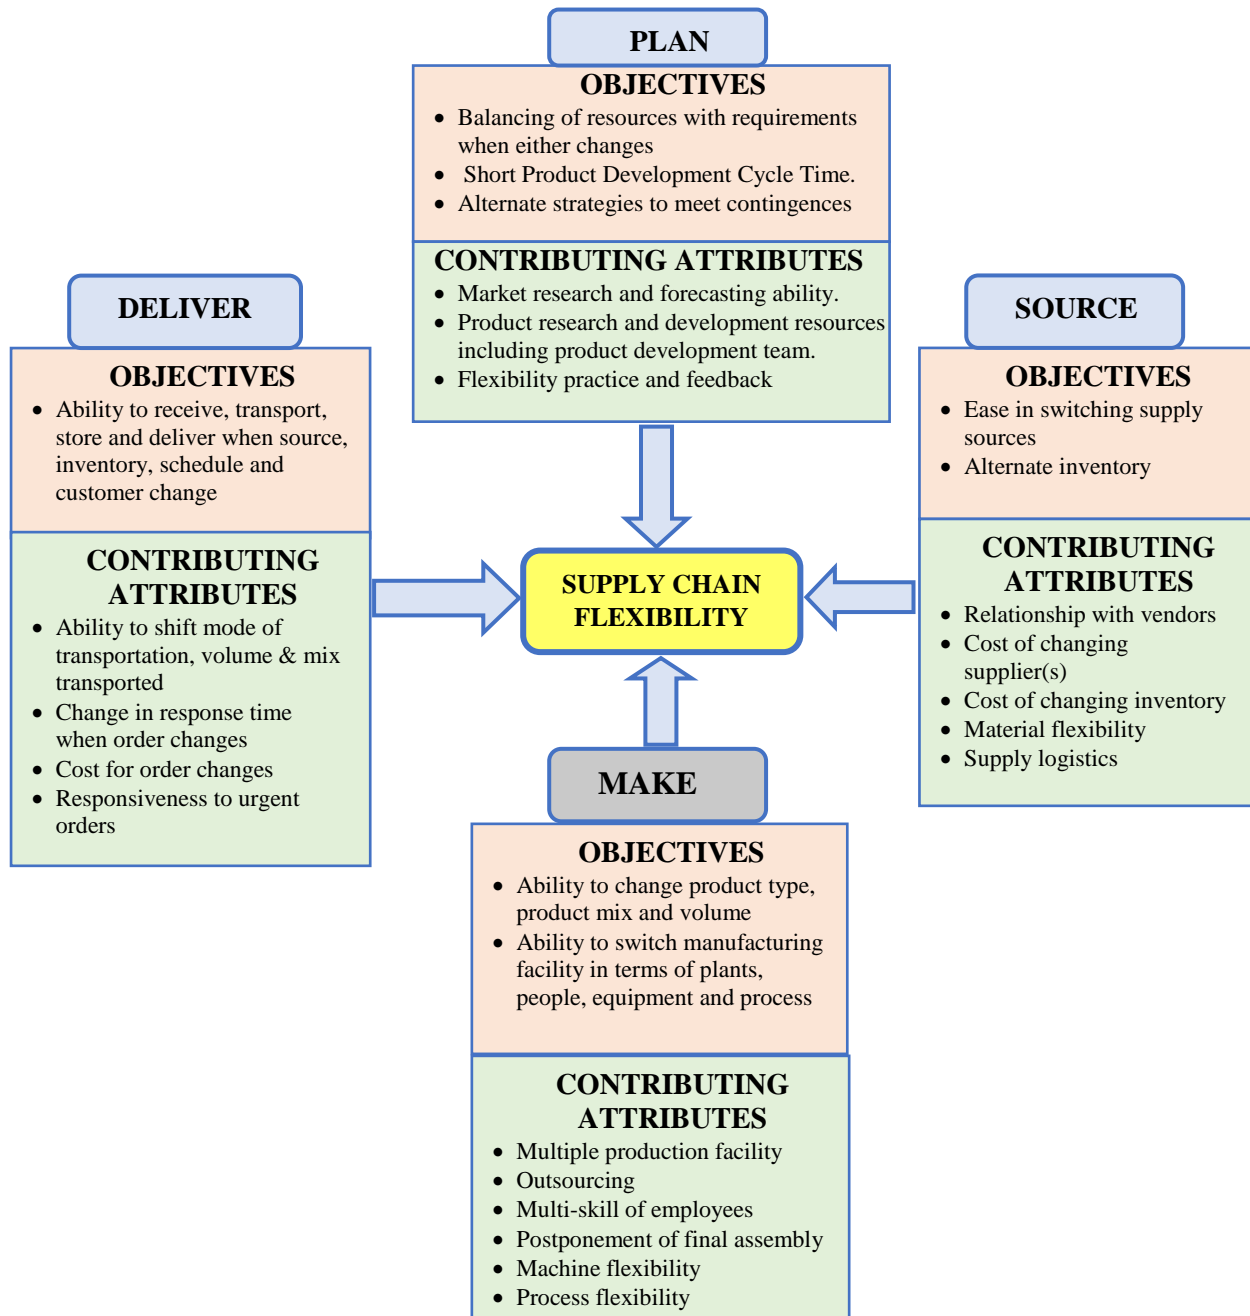 PLAN
OBJECTIVES
• Balancing of resources with requirements
when either changes
• Short Product Development Cycle Time.
• Alternate strategies to meet contingences
CONTRIBUTING ATTRIBUTES
• Market research and forecasting ability.
• Product research and development resources
including product development team.
• Flexibility practice and feedback
DELIVER
OBJECTIVES
• Ability to receive, transport,
store and deliver when source,
inventory, schedule and
customer change
CONTRIBUTING
ATTRIBUTES
• Ability to shift mode of
transportation, volume & mix
transported
• Change in response time
when order changes
• Cost for order changes
• Responsiveness to urgent
orders
SUPPLY CHAIN
FLEXIBILITY
SOURCE
OBJECTIVES
• Ease in switching supply
sources
• Alternate inventory
CONTRIBUTING
ATTRIBUTES
• Relationship with vendors
• Cost of changing
supplier(s)
• Cost of changing inventory
• Material flexibility
• Supply logistics
MAKE
OBJECTIVES
• Ability to change product type,
product mix and volume
• Ability to switch manufacturing
facility in terms of plants,
people, equipment and process
CONTRIBUTING
ATTRIBUTES
• Multiple production facility
• Outsourcing
• Multi-skill of employees
• Postponement of final assembly
• Machine flexibility
• Process flexibility